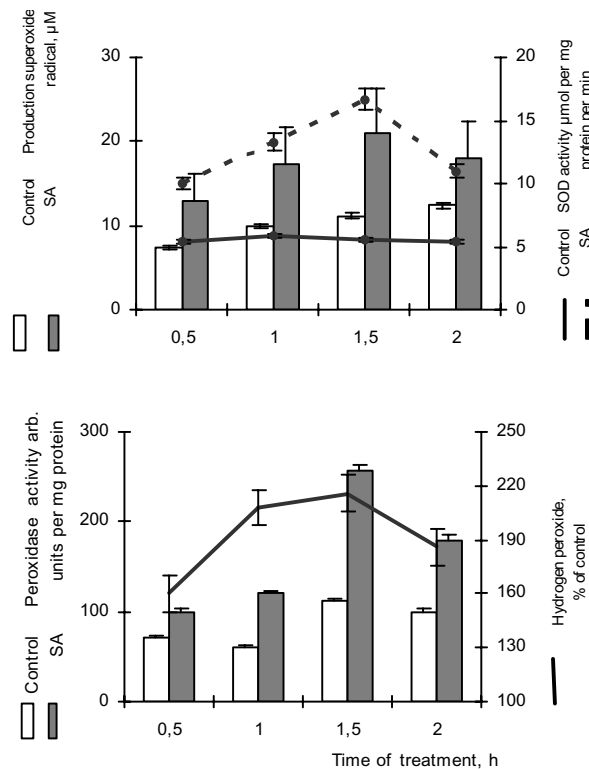 Production superoxide
radical, µM
Control
SA
30
20
10
0
20
15
10
5
0
SOD activity µmol per mg
protein per min
Control
SA
0,5 1 1,5 2
Peroxidase activity arb.
units per mg protein
Control
SA
300
200
100
0
250
220
190
160
130
100
Hydrogen peroxide,
% of control
0,5 1 1,5 2
Time of treatment, h